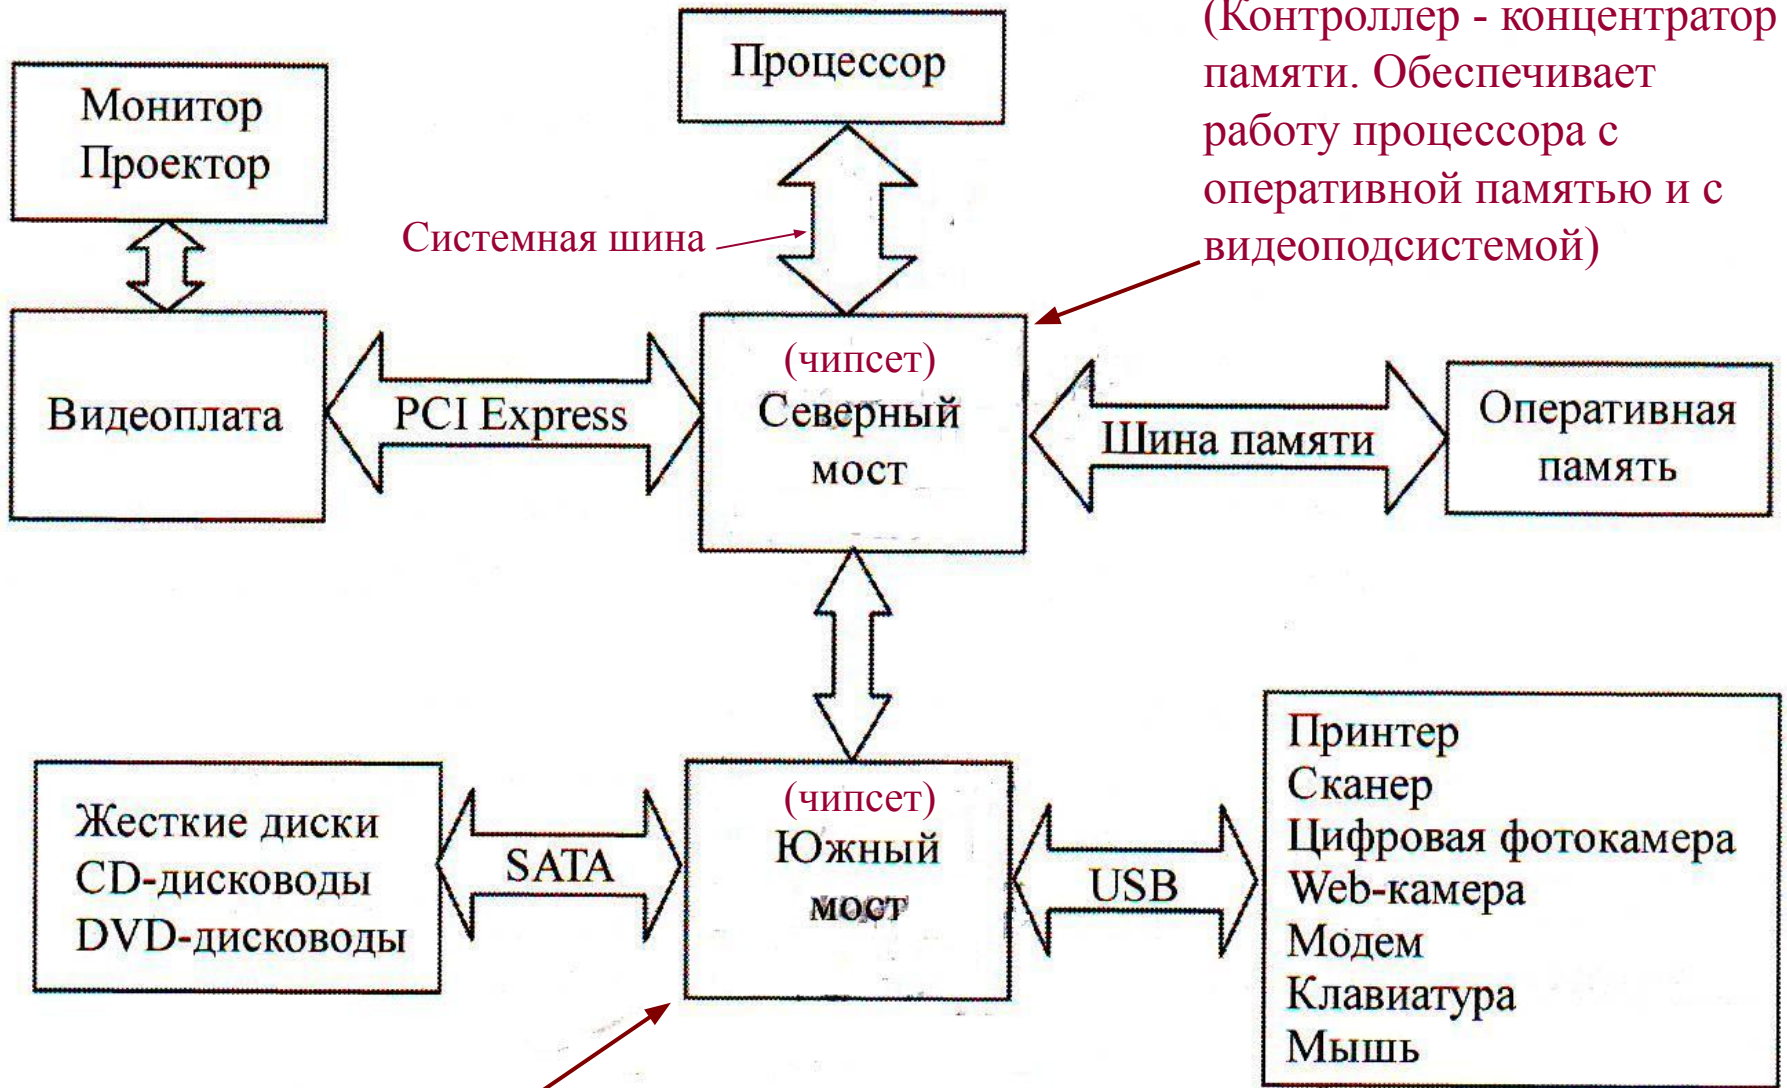 (Контроллер - концентратор
памяти. Обеспечивает
работу процессора с
оперативной памятью и с
видеоподсистемой)
Процессор
Монитор
Проектор
Системная шина
Видеоплата
PCI Express
(чипсет)
Северный
мост
Шина памяти
Оперативная
память
Жесткие диски
CD-дисководы
DVD-дисководы
SATA
(чипсет)
Южный
мост
USB
Принтер
Сканер
Цифровая фотокамера
Web-камера
Модем
Клавиатура
Мышь